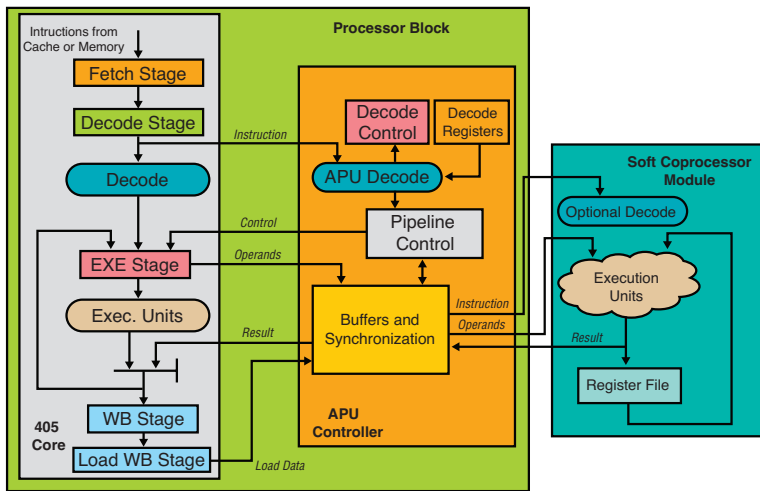 Intructions from
Cache or Memory
Processor Block
Fetch Stage
Decode Stage
Instruction
Decode
Control
EXE Stage
Operands
Exec. Units
Result
WB Stage
405
Core
Load WB Stage
Load Data
Decode
Control
Decode
Registers
APU Decode
Pipeline
Control
Buffers and
Synchronization
APU
Controller
Instruction
Operands
Result
Soft Coprocessor
Module
Optional Decode
Execution
Units
Register File